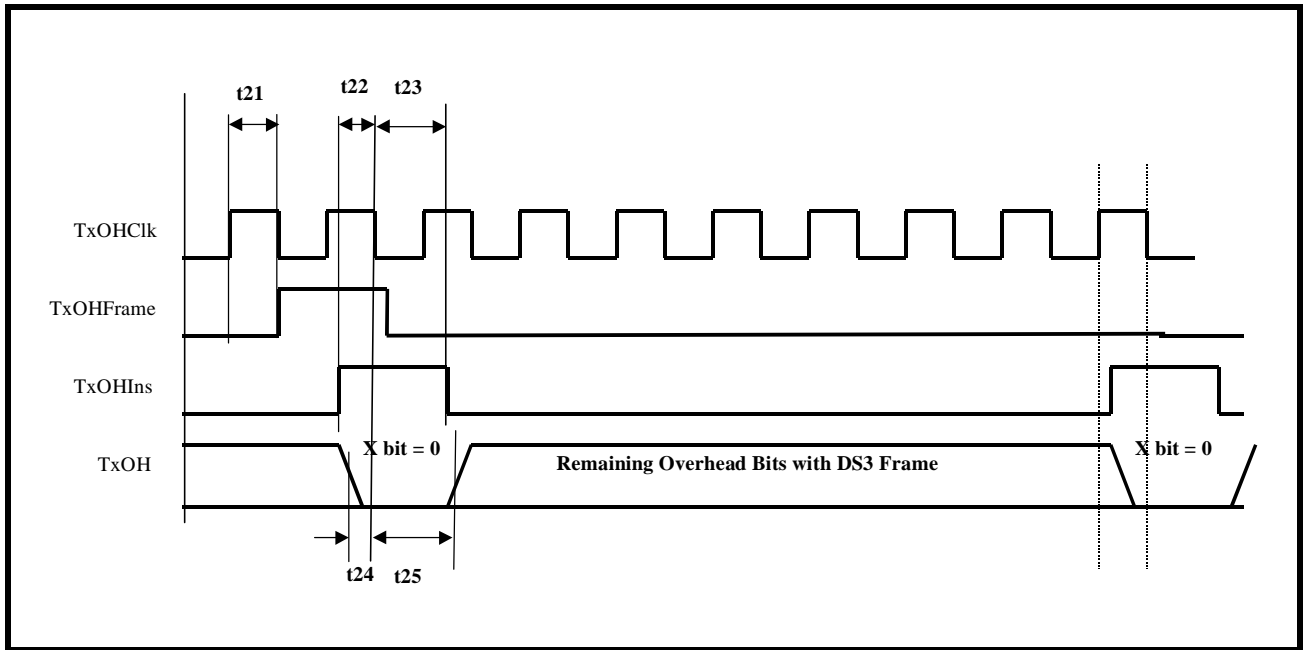 t21
t22
t23
TxOHClk
TxOHFrame
TxOHIns
TxOH
X bit = 0
Remaining Overhead Bits with DS3 Frame
X bit = 0
t24
t25